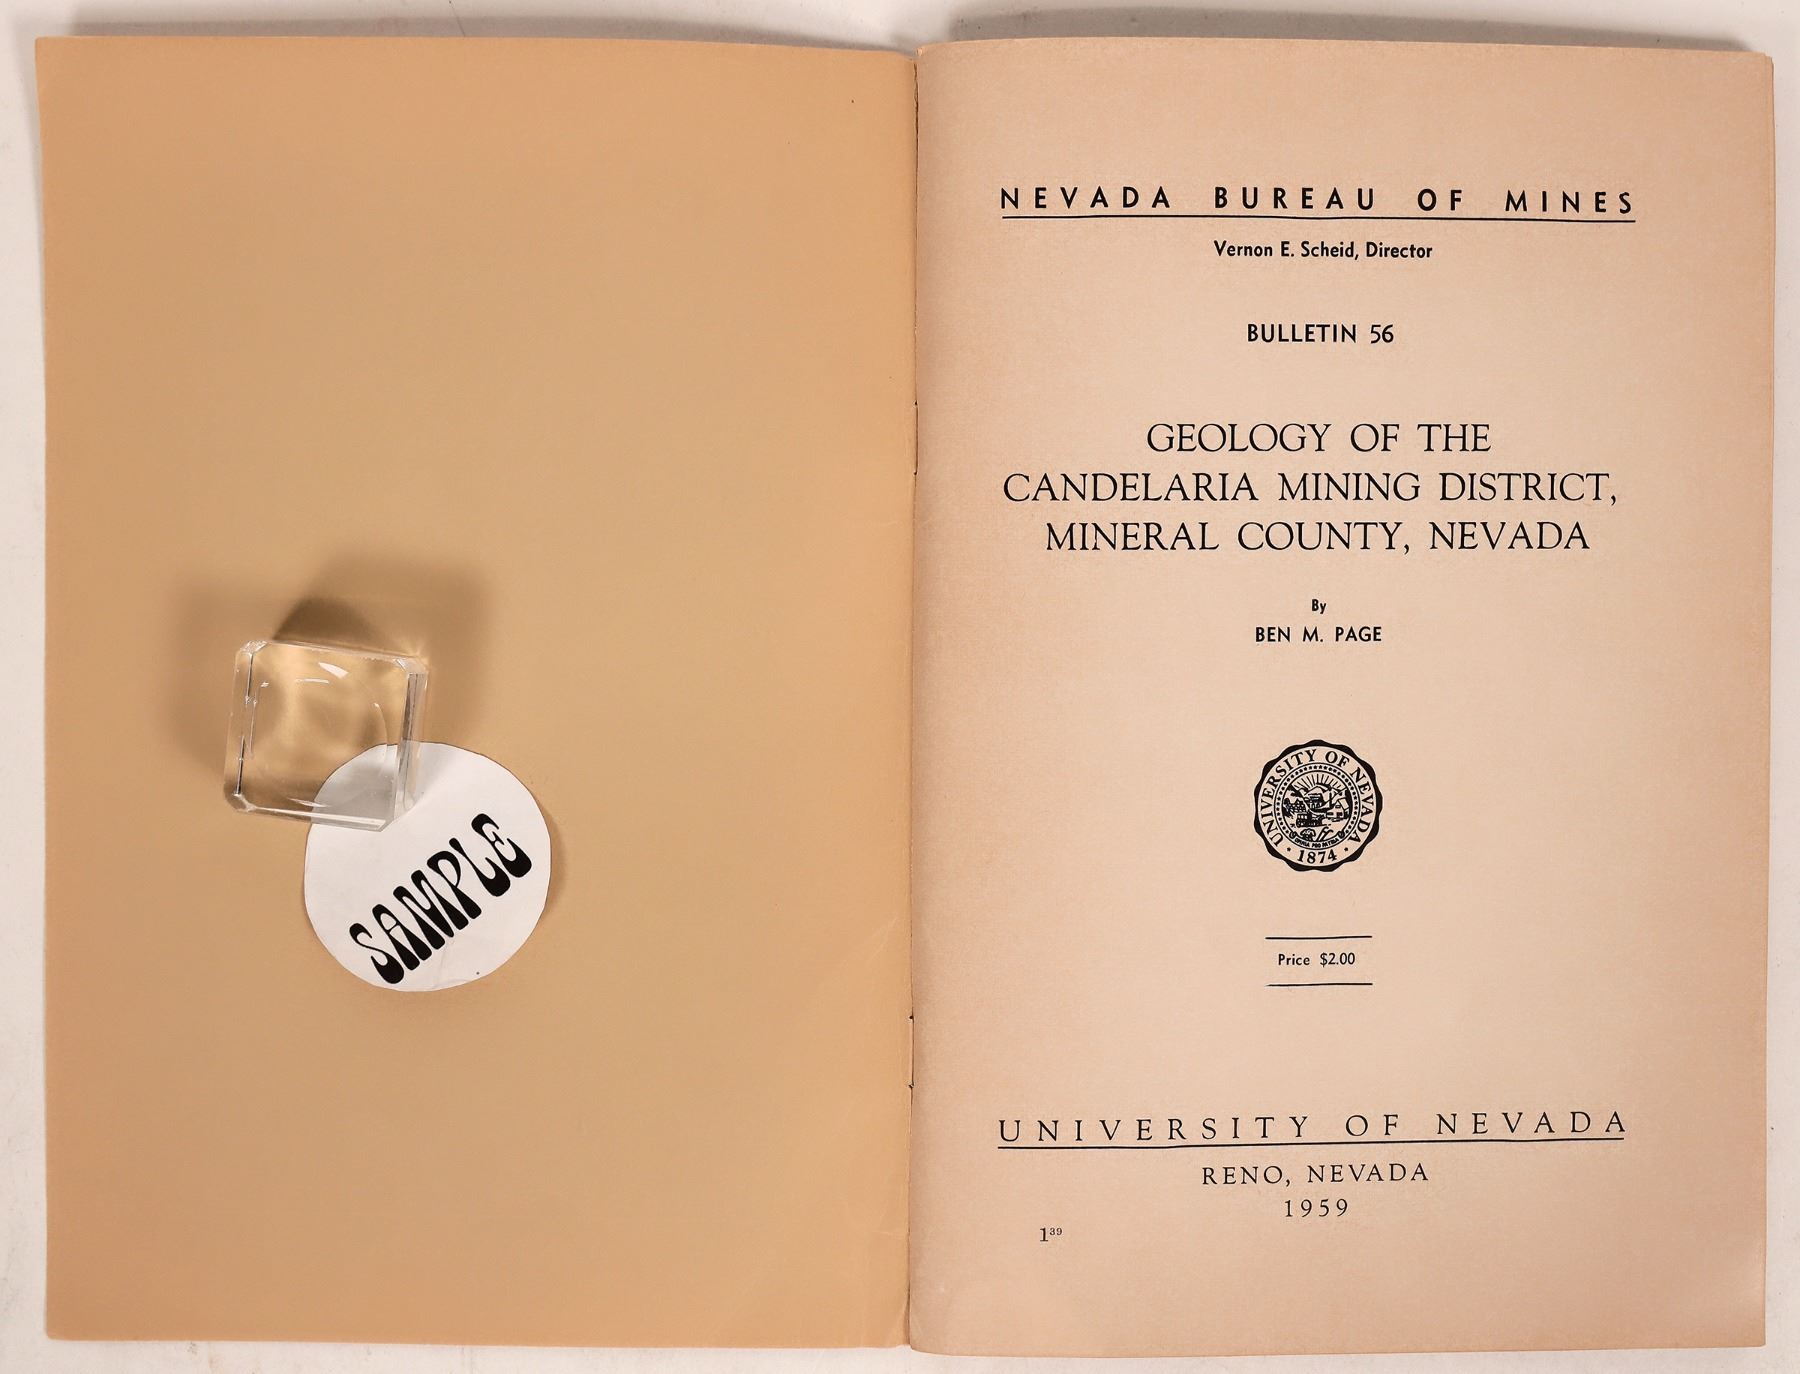 SAMPLE
NEVADA BUREAU OF MINES
Vernon E. Scheid, Director
BULLETIN 56
GEOLOGY OF THE
CANDELARIA MINING DISTRICT,
MINERAL COUNTY, NEVADA
By
BEN M. PAGE
UNIVERSITY OF NEVADA
· 1874 ·
Price $2.00
UNIVERSITY OF NEVADA
RENO, NEVADA
1959
1³⁹